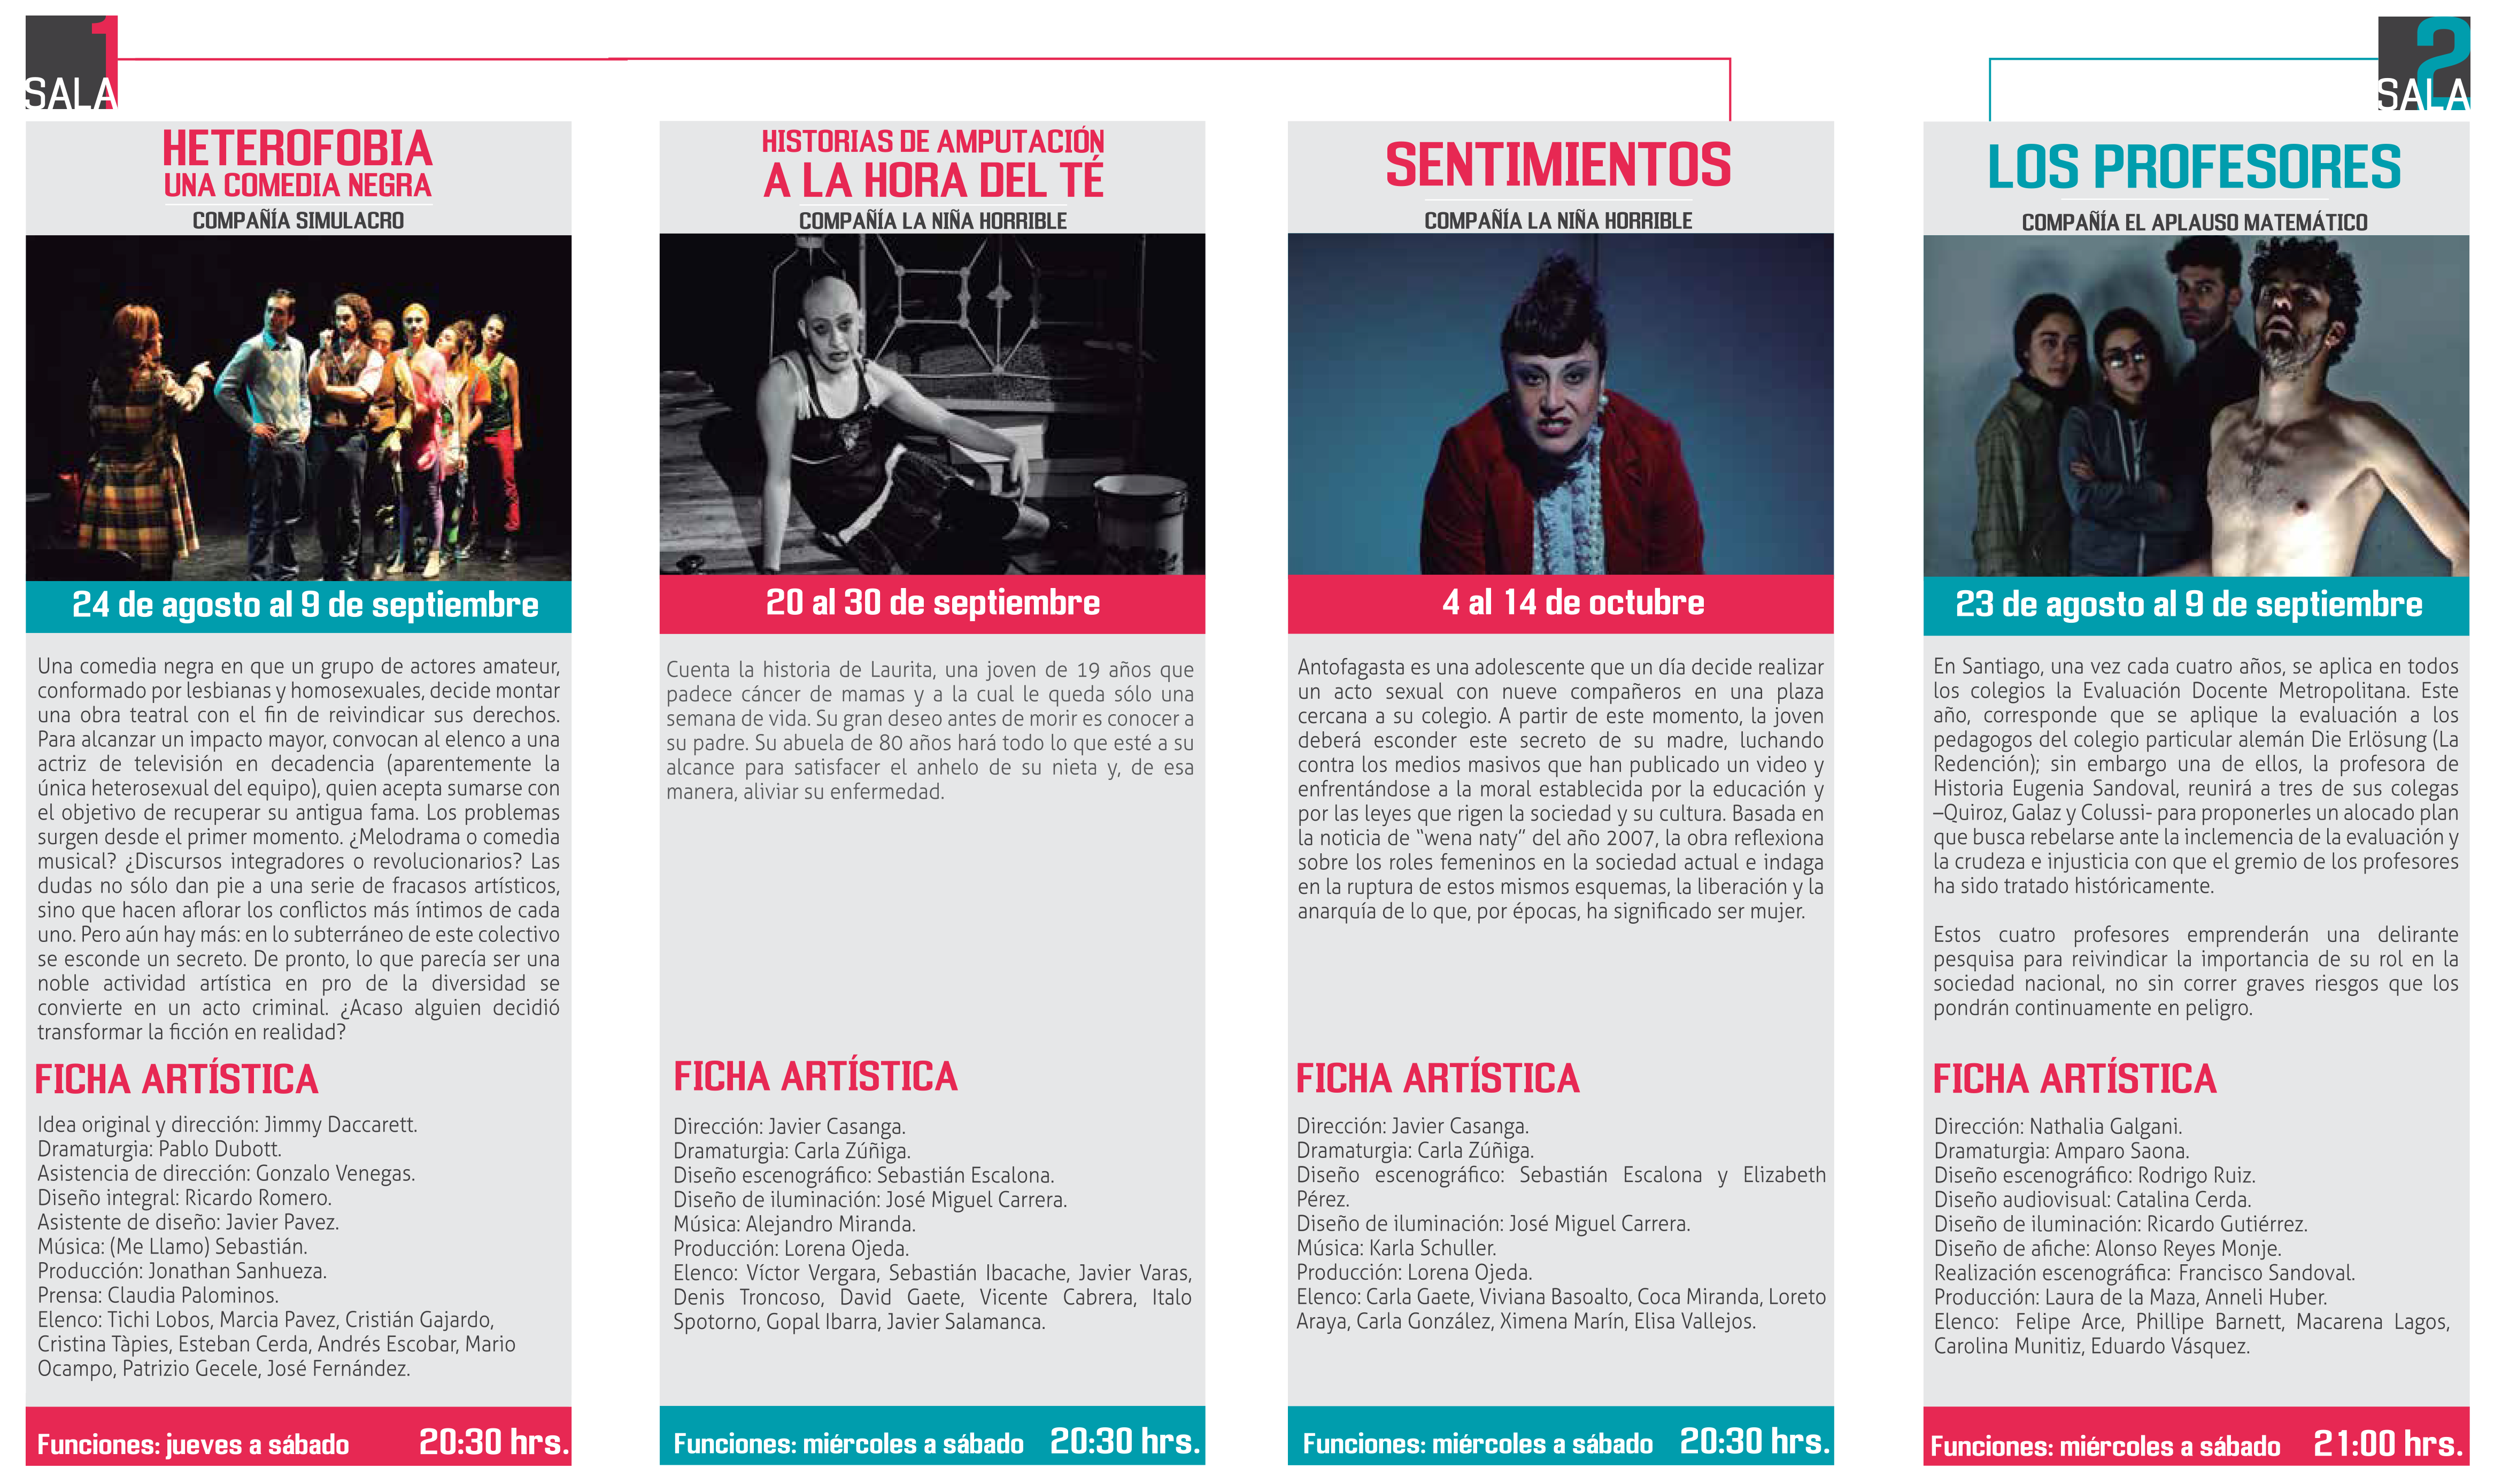 SALA 1
HETEROFOBIA
UNA COMEDIA NEGRA
COMPAÑÍA SIMULACRO
24 de agosto al 9 de septiembre
Una comedia negra en que un grupo de actores amateur,
conformado por lesbianas y homosexuales, decide montar
una obra teatral con el fin de reivindicar sus derechos.
Para alcanzar un impacto mayor, convocan al elenco a una
actriz de televisión en decadencia (aparentemente la
única heterosexual del equipo), quien acepta sumarse con
el objetivo de recuperar su antigua fama. Los problemas
surgen desde el primer momento. ¿Melodrama o comedia
musical? ¿Discursos integradores o revolucionarios? Las
dudas no sólo dan pie a una serie de fracasos artísticos,
sino que hacen aflorar los conflictos más íntimos de cada
uno. Pero aún hay más: en lo subterráneo de este colectivo
se esconde un secreto. De pronto, lo que parecía ser una
noble actividad artística en pro de la diversidad se
convierte en un acto criminal. ¿Acaso alguien decidió
transformar la ficción en realidad?
FICHA ARTÍSTICA
Idea original y dirección: Jimmy Daccarett.
Dramaturgia: Pablo Dubott.
Asistencia de dirección: Gonzalo Venegas.
Diseño integral: Ricardo Romero.
Asistente de diseño: Javier Pavez.
Música: (Me Llamo) Sebastián.
Producción: Jonathan Sanhueza.
Prensa: Claudia Palominos.
Elenco: Tichi Lobos, Marcia Pavez, Cristián Gajardo,
Cristina Tàpies, Esteban Cerda, Andrés Escobar, Mario
Ocampo, Patrizio Gecele, José Fernández.
Funciones: jueves a sábado 20:30 hrs.
HISTORIAS DE AMPUTACIÓN
A LA HORA DEL TÉ
COMPAÑÍA LA NIÑA HORRIBLE
20 al 30 de septiembre
Cuenta la historia de Laurita, una joven de 19 años que
padece cáncer de mamas y a la cual le queda sólo una
semana de vida. Su gran deseo antes de morir es conocer a
su padre. Su abuela de 80 años hará todo lo que esté a su
alcance para satisfacer el anhelo de su nieta y, de esa
manera, aliviar su enfermedad.
FICHA ARTÍSTICA
Dirección: Javier Casanga.
Dramaturgia: Carla Zúñiga.
Diseño escenográfico: Sebastián Escalona.
Diseño de iluminación: José Miguel Carrera.
Música: Alejandro Miranda.
Producción: Lorena Ojeda.
Elenco: Víctor Vergara, Sebastián Ibacache, Javier Varas,
Denis Troncoso, David Gaete, Vicente Cabrera, Italo
Spotorno, Gopal Ibarra, Javier Salamanca.
Funciones: miércoles a sábado 20:30 hrs.
SENTIMIENTOS
COMPAÑÍA LA NIÑA HORRIBLE
4 al 14 de octubre
Antofagasta es una adolescente que un día decide realizar
un acto sexual con nueve compañeros en una plaza
cercana a su colegio. A partir de este momento, la joven
deberá esconder este secreto de su madre, luchando
contra los medios masivos que han publicado un video y
enfrentándose a la moral establecida por la educación y
por las leyes que rigen la sociedad y su cultura. Basada en
la noticia de “wena naty” del año 2007, la obra reflexiona
sobre los roles femeninos en la sociedad actual e indaga
en la ruptura de estos mismos esquemas, la liberación y la
anarquía de lo que, por épocas, ha significado ser mujer.
FICHA ARTÍSTICA
Dirección: Javier Casanga.
Dramaturgia: Carla Zúñiga.
Diseño escenográfico: Sebastián Escalona y Elizabeth
Pérez.
Diseño de iluminación: José Miguel Carrera.
Música: Karla Schuller.
Producción: Lorena Ojeda.
Elenco: Carla Gaete, Viviana Basoalto, Coca Miranda, Loreto
Araya, Carla González, Ximena Marín, Elisa Vallejos.
Funciones: miércoles a sábado 20:30 hrs.
SALA 2
LOS PROFESORES
COMPAÑÍA EL APLAUSO MATEMÁTICO
23 de agosto al 9 de septiembre
En Santiago, una vez cada cuatro años, se aplica en todos
los colegios la Evaluación Docente Metropolitana. Este
año, corresponde que se aplique la evaluación a los
pedagogos del colegio particular alemán Die Erlösung (La
Redención); sin embargo una de ellos, la profesora de
Historia Eugenia Sandoval, reunirá a tres de sus colegas
–Quiroz, Galaz y Colussi- para proponerles un alocado plan
que busca rebelarse ante la inclemencia de la evaluación y
la crudeza e injusticia con que el gremio de los profesores
ha sido tratado históricamente.
Estos cuatro profesores emprenderán una delirante
pesquisa para reivindicar la importancia de su rol en la
sociedad nacional, no sin correr graves riesgos que los
pondrán continuamente en peligro.
FICHA ARTÍSTICA
Dirección: Nathalia Galgani.
Dramaturgia: Amparo Saona.
Diseño escenográfico: Rodrigo Ruiz.
Diseño audiovisual: Catalina Cerda.
Diseño de iluminación: Ricardo Gutiérrez.
Diseño de afiche: Alonso Reyes Monje.
Realización escenográfica: Francisco Sandoval.
Producción: Laura de la Maza, Anneli Huber.
Elenco: Felipe Arce, Phillipe Barnett, Macarena Lagos,
Carolina Munitiz, Eduardo Vásquez.
Funciones: miércoles a sábado 21:00 hrs.